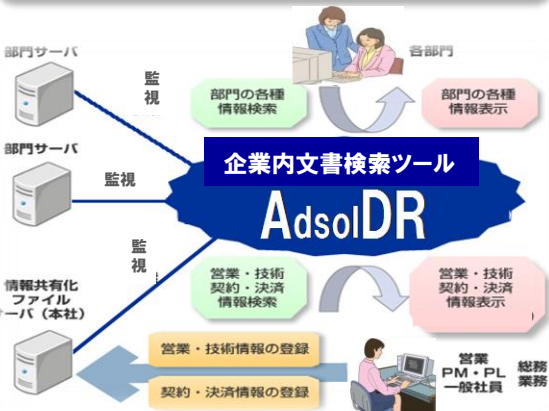 部門サーバ
各部門
監
視
部門の各種
情報検索
部門の各種
情報表示
部門サーバ
企業内文書検索ツール
監視
AdsolDR
監
視
営業・技術
契約・決済
情報検索
営業・技術
契約・決済
情報表示
情報共有化
ファイル
サーバ（本社）
営業・技術情報の登録
契約・決済情報の登録
営業
PM・PL
一般社員
総務
業務